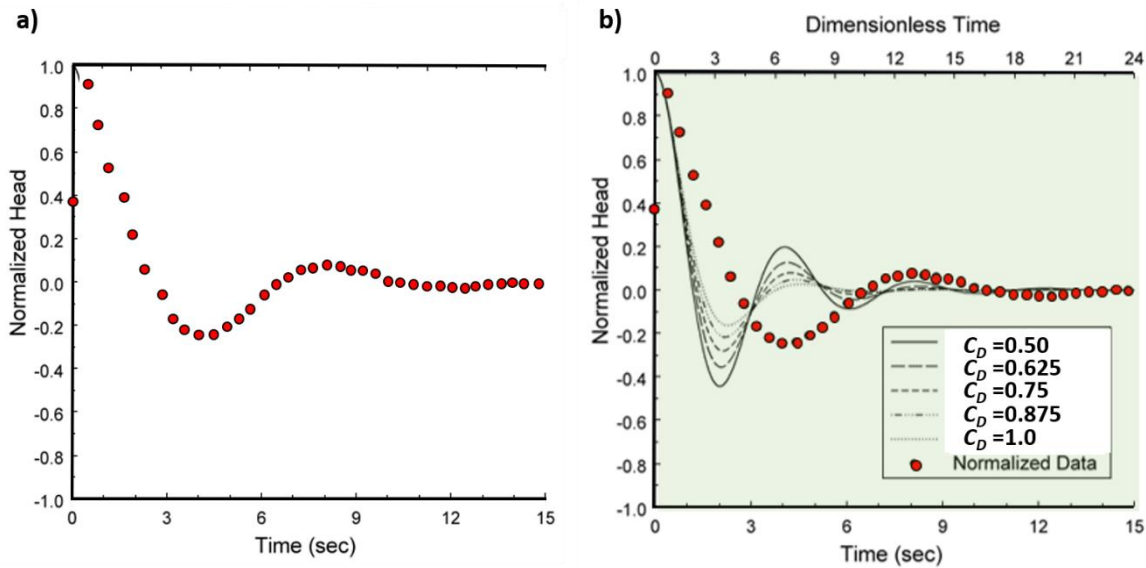 a)
1.0
0.8
0.6
0.4
0.2
0.0
-0.2
-0.4
-0.6
-0.8
-1.0
Normalized Head
0 3 6 9 12 15
Time (sec)
b)
Dimensionless Time
0 3 6 9 12 15 18 21 24
1.0
0.8
0.6
0.4
0.2
0.0
-0.2
-0.4
-0.6
-0.8
-1.0
Normalized Head
C_D =0.50
C_D =0.625
C_D =0.75
C_D =0.875
C_D =1.0
Normalized Data
0 3 6 9 12 15
Time (sec)